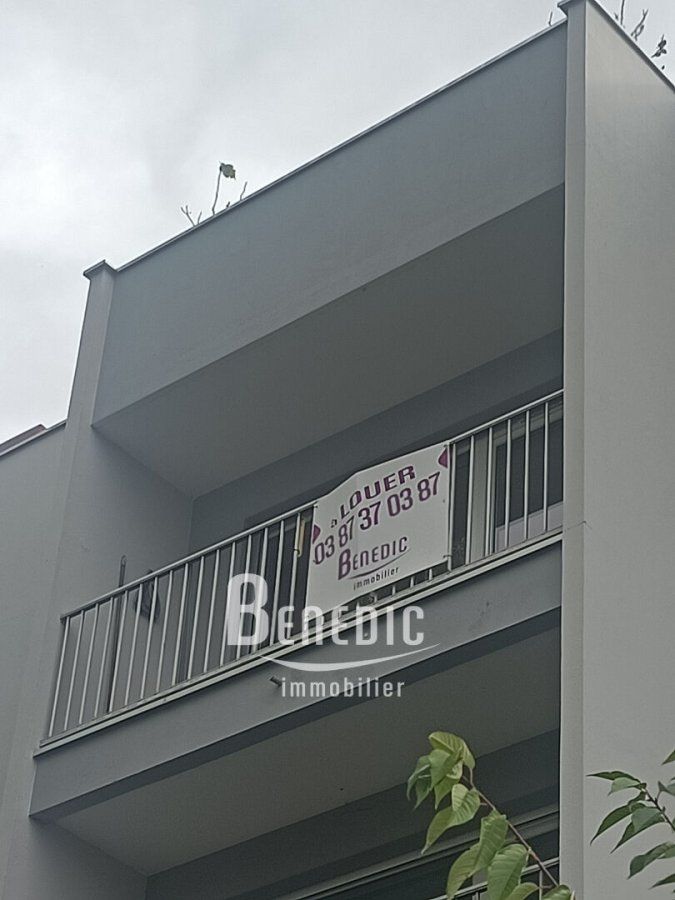 à LOUER
03 87 37 03 87
BENEDIC
immobilier
BENEDIC
immobilier